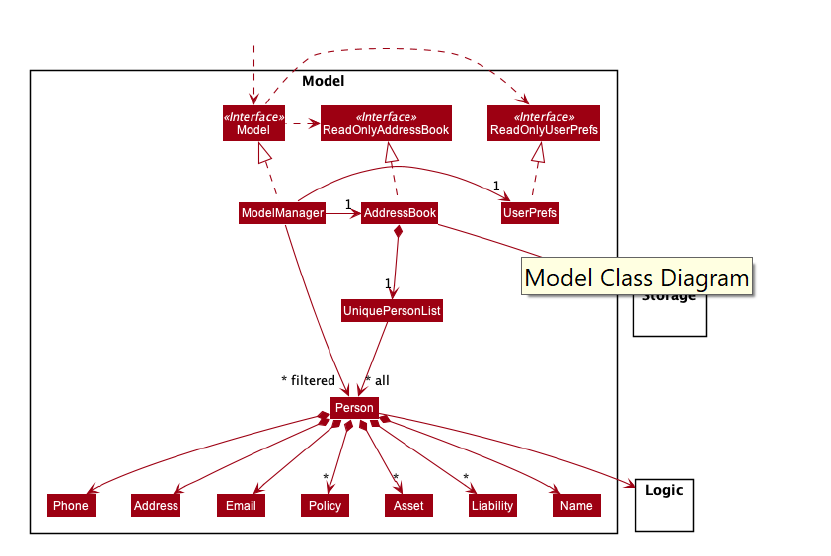 Model
«Interface»
Model
«Interface»
ReadOnlyAddressBook
«Interface»
ReadOnlyUserPrefs
1
ModelManager
1
AddressBook
UserPrefs
Model Class Diagram
1
Storage
UniquePersonList
* filtered
* all
Person
*
*
*
Phone
Address
Email
Policy
Asset
Liability
Name
Logic